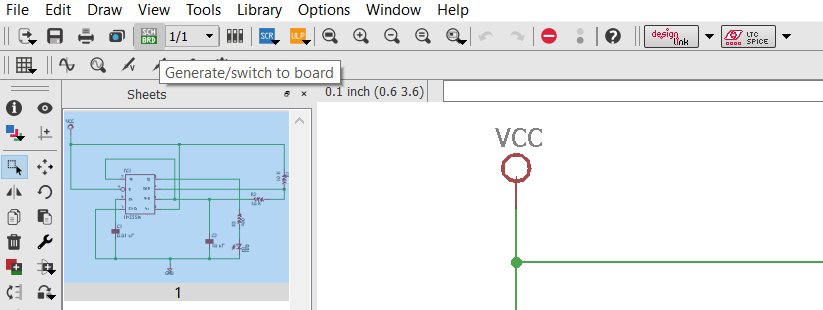 File Edit Draw View Tools Library Options Window Help
SCH
BRD
1/1
SCR
ULP
design
link
LTC
SPICE
Generate/switch to board
Sheets
0.1 inch (0.6 3.6)
VCC
VCC
1